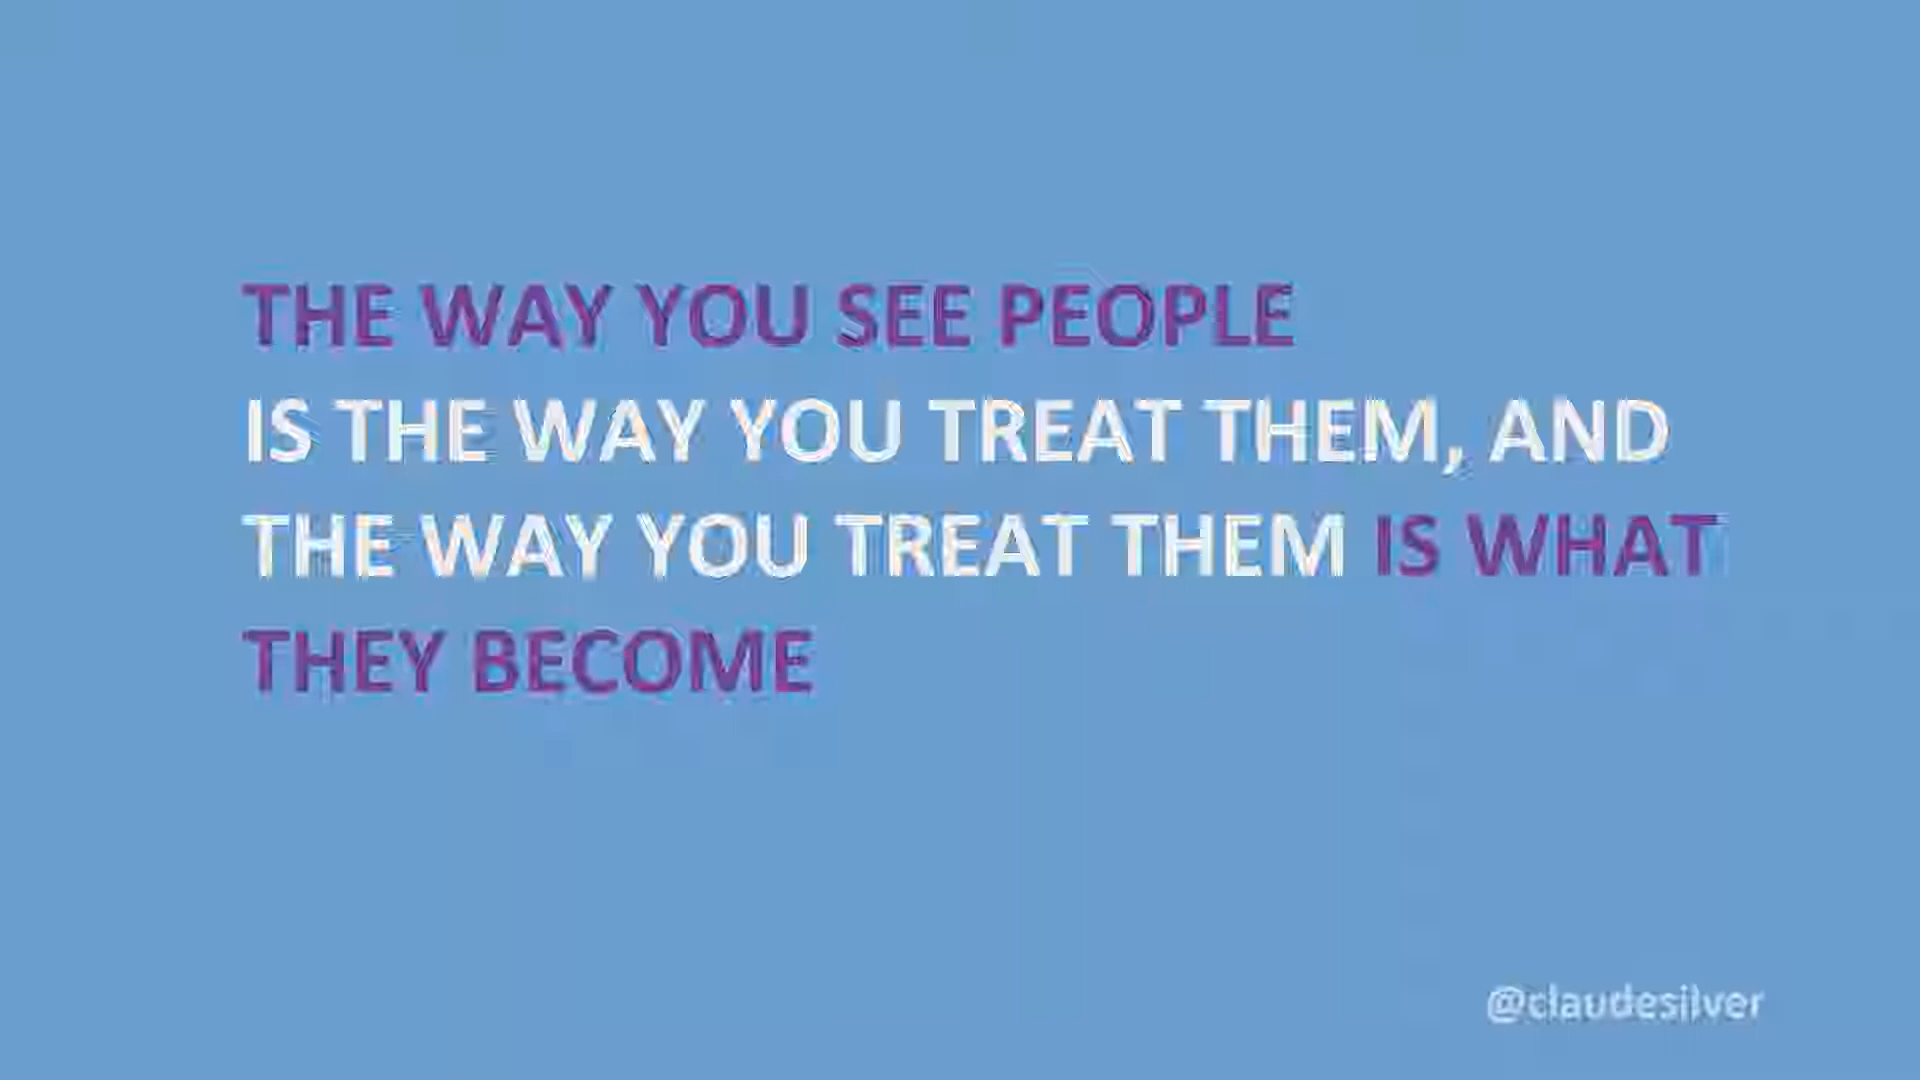 THE WAY YOU SEE PEOPLE
IS THE WAY YOU TREAT THEM, AND
THE WAY YOU TREAT THEM IS WHAT
THEY BECOME
@claudesilver